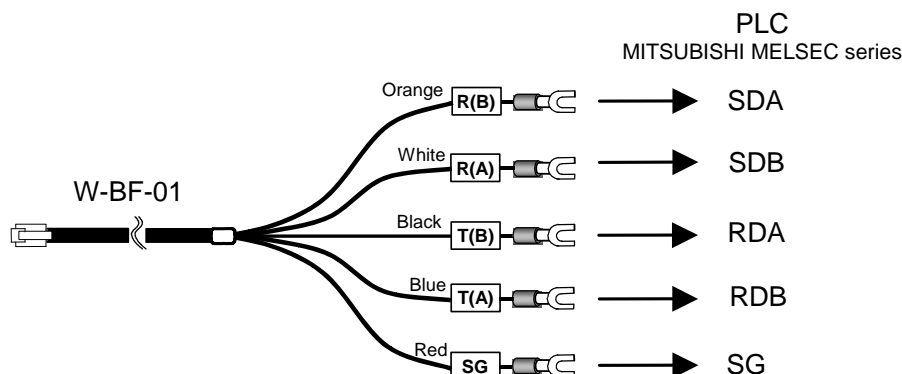 PLC
MITSUBISHI MELSEC series
Orange R(B) SDA
White R(A) SDB
W-BF-01
Black T(B) RDA
Blue T(A) RDB
Red SG SG